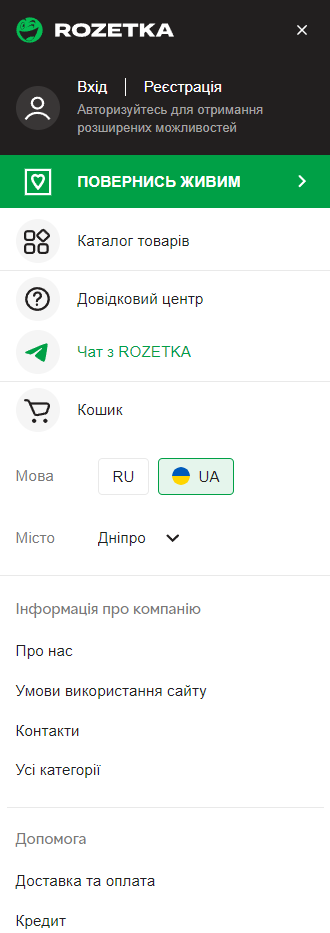 ROZETKA
Вхід Реєстрація
Авторизуйтесь для отримання
розширених можливостей
ПОВЕРНИСЬ ЖИВИМ
Каталог товарів
Довідковий центр
Чат з ROZETKA
Кошик
Мова RU UA
Місто Дніпро
Інформація про компанію
Про нас
Умови використання сайту
Контакти
Усі категорії
Допомога
Доставка та оплата
Кредит